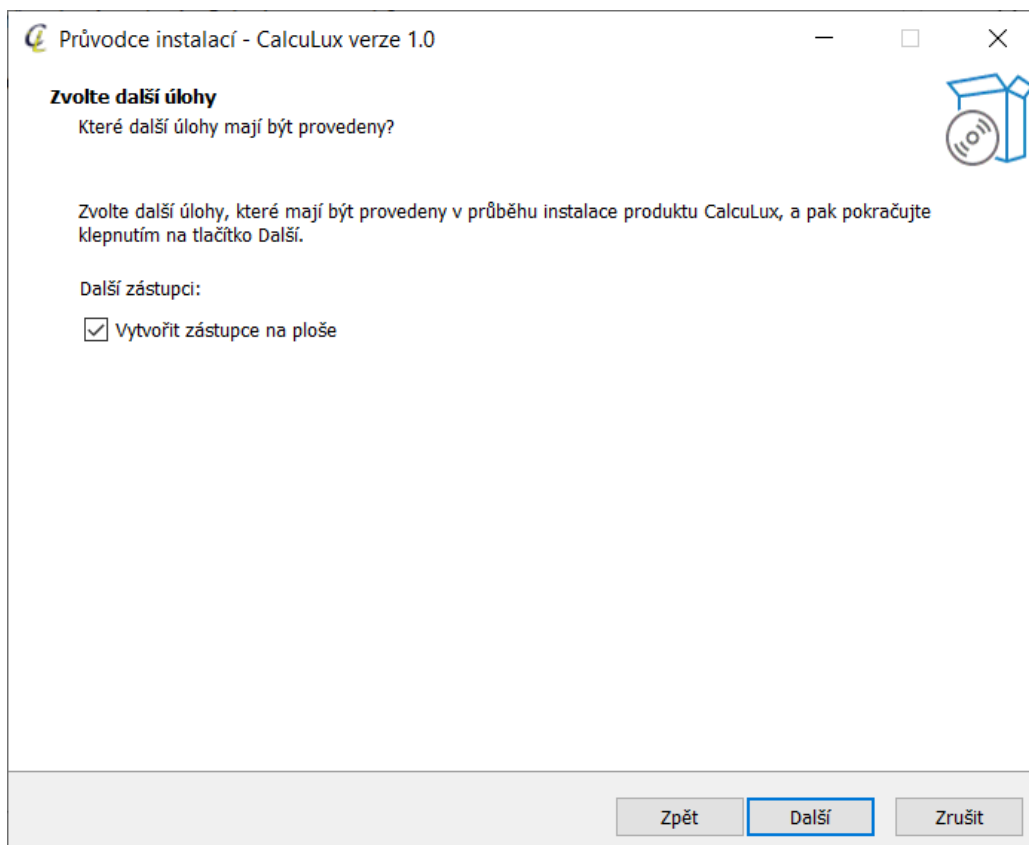 Průvodce instalací - CalcuLux verze 1.0
Zvolte další úlohy
Které další úlohy mají být provedeny?
Zvolte další úlohy, které mají být provedeny v průběhu instalace produktu CalcuLux, a pak pokračujte
klepnutím na tlačítko Další.
Další zástupci:
Vytvořit zástupce na ploše
Zpět
Další
Zrušit